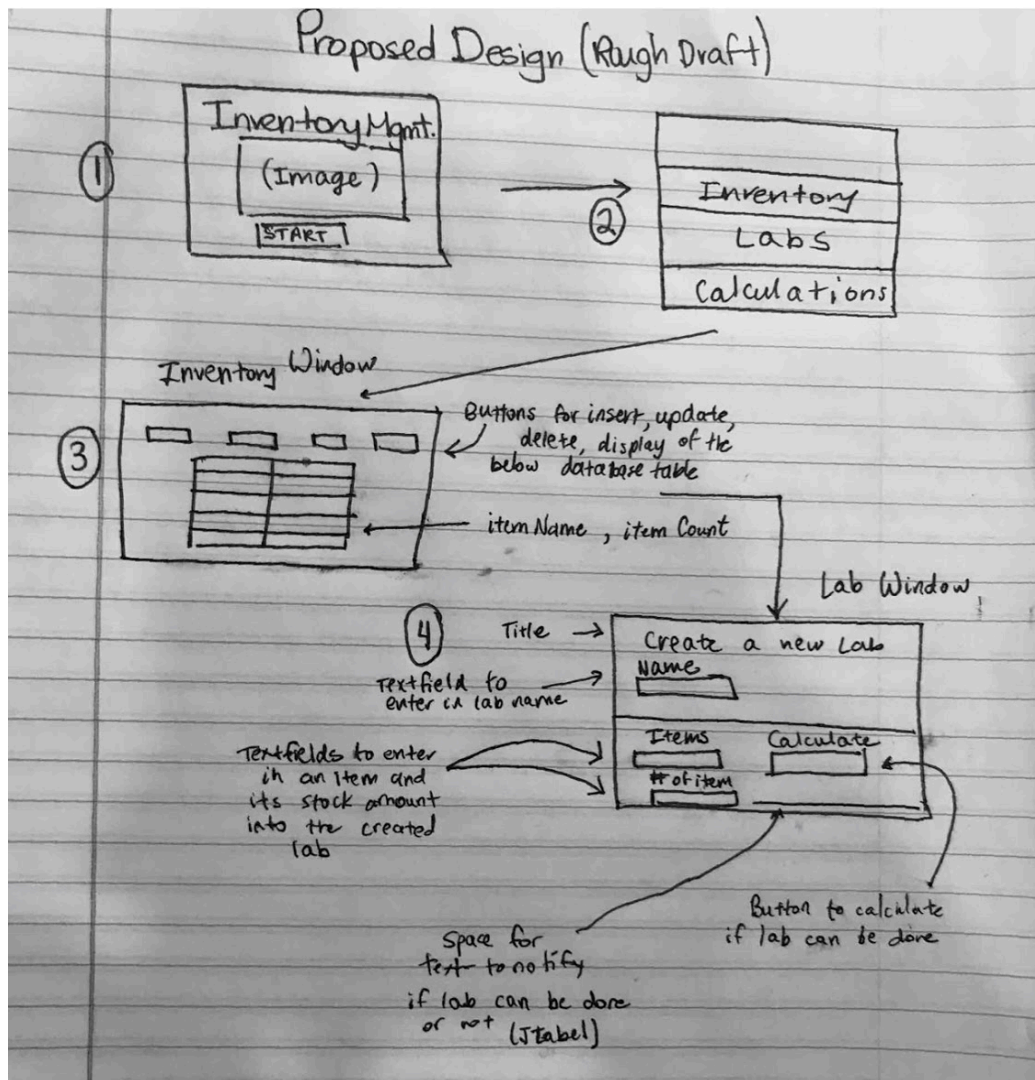 Proposed Design (Rough Draft)
1
Inventory Mgmt.
(Image)
START
2
Inventory
Labs
Calculations
Inventory Window
3
Buttons for insert, update,
delete, display of the
below database table
itemName, item Count
Lab Window
4
Title
Create a new Lab
Name
Textfield to
enter in lab name
Items
Calculate
# of item
Textfields to enter
in an item and
its stock amount
into the created
lab
Button to calculate
if lab can be done
Space for
text to notify
if lab can be done
or not (JLabel)